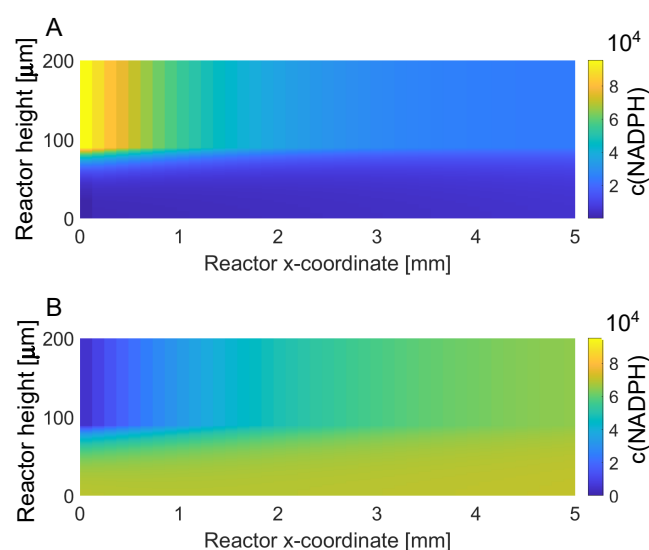 A
10⁴
Reactor height [μm]
200
100
0
0 1 2 3 4 5
Reactor x-coordinate [mm]
8
6
4
2
c(NADPH)
B
10⁴
Reactor height [μm]
200
100
0
0 1 2 3 4 5
Reactor x-coordinate [mm]
8
6
4
2
0
c(NADPH)